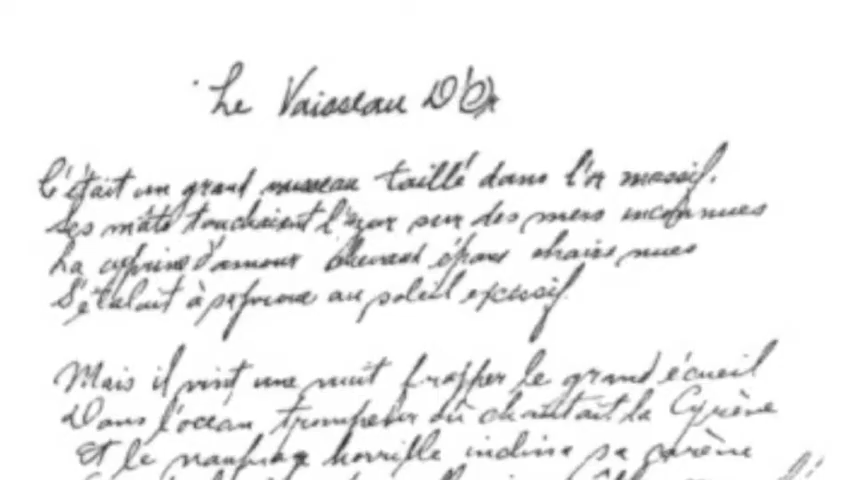 Le Vaisseau D'Or
C'était un grand vaisseau taillé dans l'or massif.
Ses mâts touchaient l'azur sur des mers inconnues
La cyprine d'amour cheveux épars chairs nues
S'étalait à sa proue au soleil excessif.
Mais il vint une nuit frapper le grand écueil
Dans l'océan trompeur où chantait la Cyrène
Et le naufrage horrible inclina sa carène